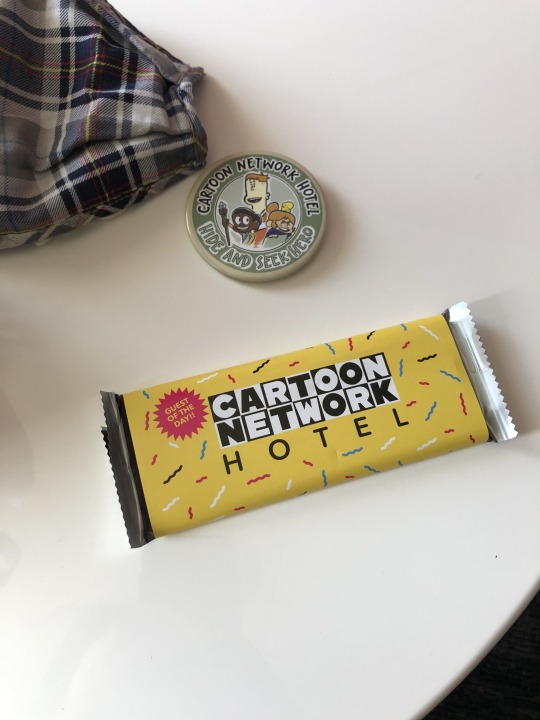 CARTOON NETWORK HOTEL
HIDE AND SEEK HERO
GUEST
OF THE
DAY!!
CARTOON
NETWORK
HOTEL